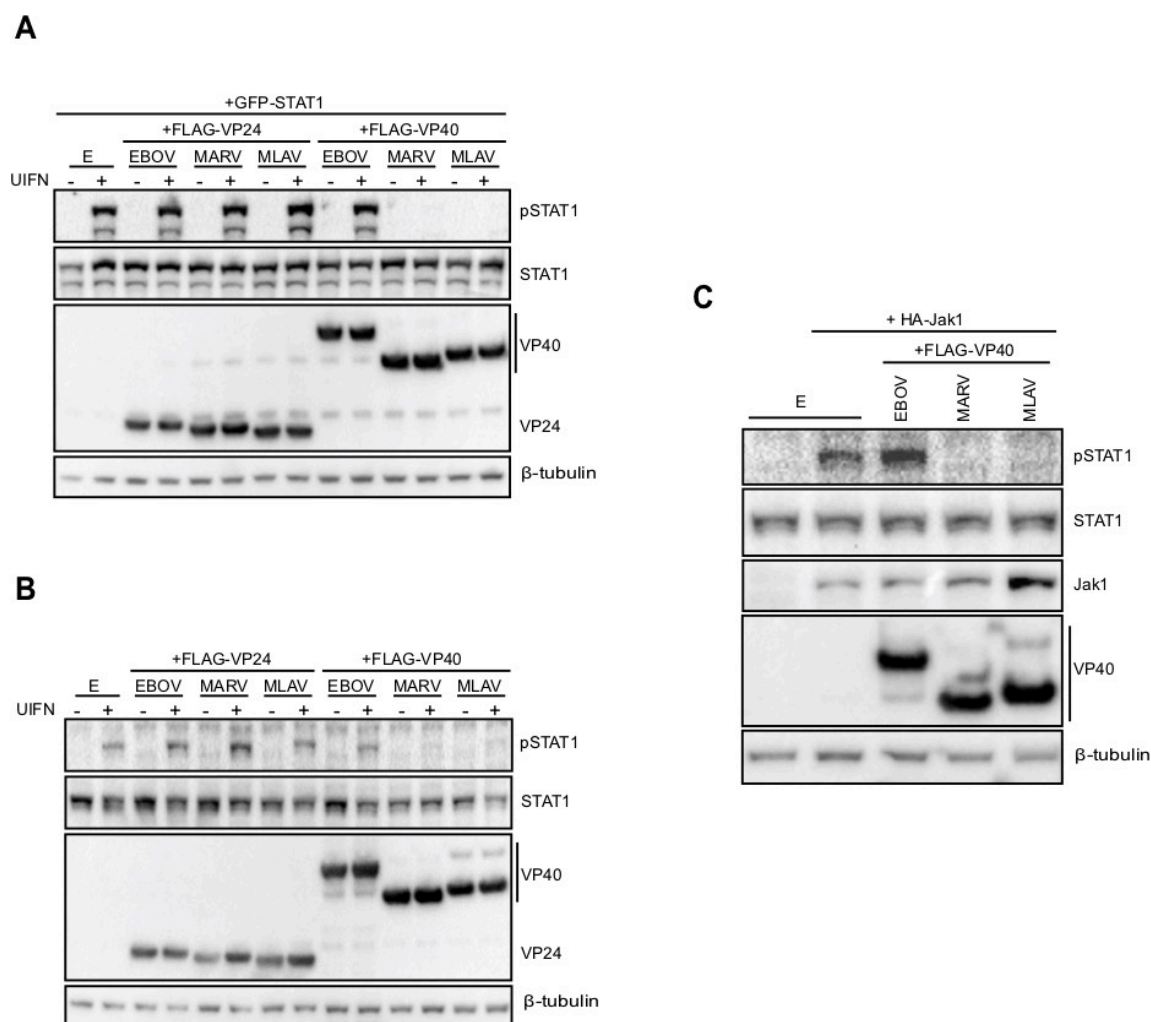 A
+GFP-STAT1
+FLAG-VP24 +FLAG-VP40
E EBOV MARV MLAV EBOV MARV MLAV
UIFN - + - + - + - + - + - + - +
pSTAT1
STAT1
VP40
VP24
β-tubulin
B
+FLAG-VP24 +FLAG-VP40
E EBOV MARV MLAV EBOV MARV MLAV
UIFN - + - + - + - + - + - + - +
pSTAT1
STAT1
VP40
VP24
β-tubulin
C
+ HA-Jak1
+FLAG-VP40
E EBOV MARV MLAV
pSTAT1
STAT1
Jak1
VP40
β-tubulin